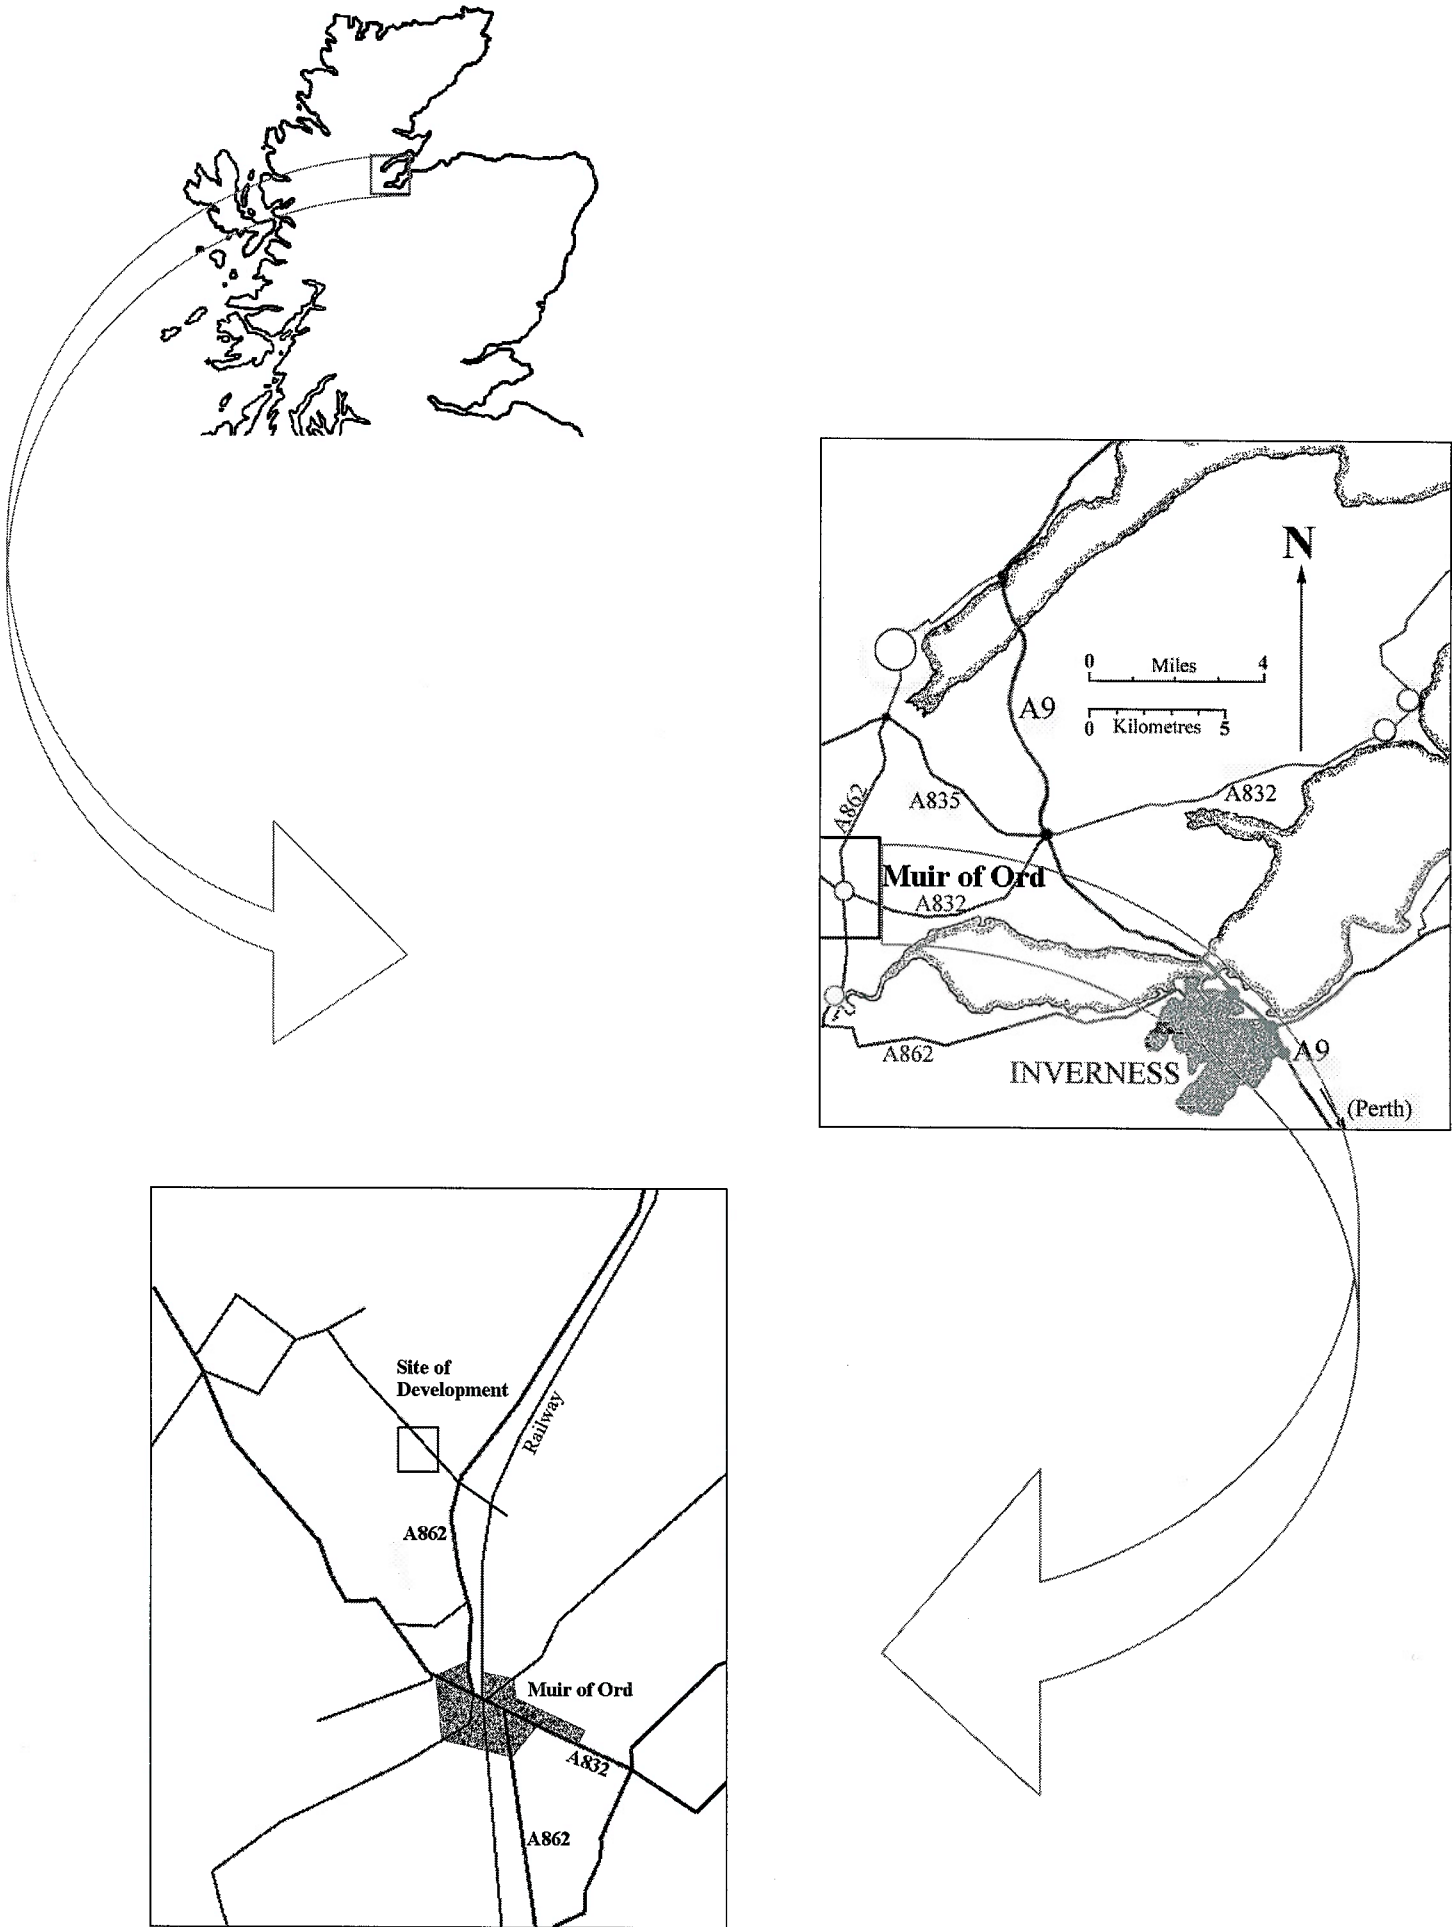 N
0 Miles 4
0 Kilometres 5
A9
A862
A835
A832
Muir of Ord
A832
A862
INVERNESS
A9
(Perth)
Site of
Development
Railway
A862
Muir of Ord
A832
A862